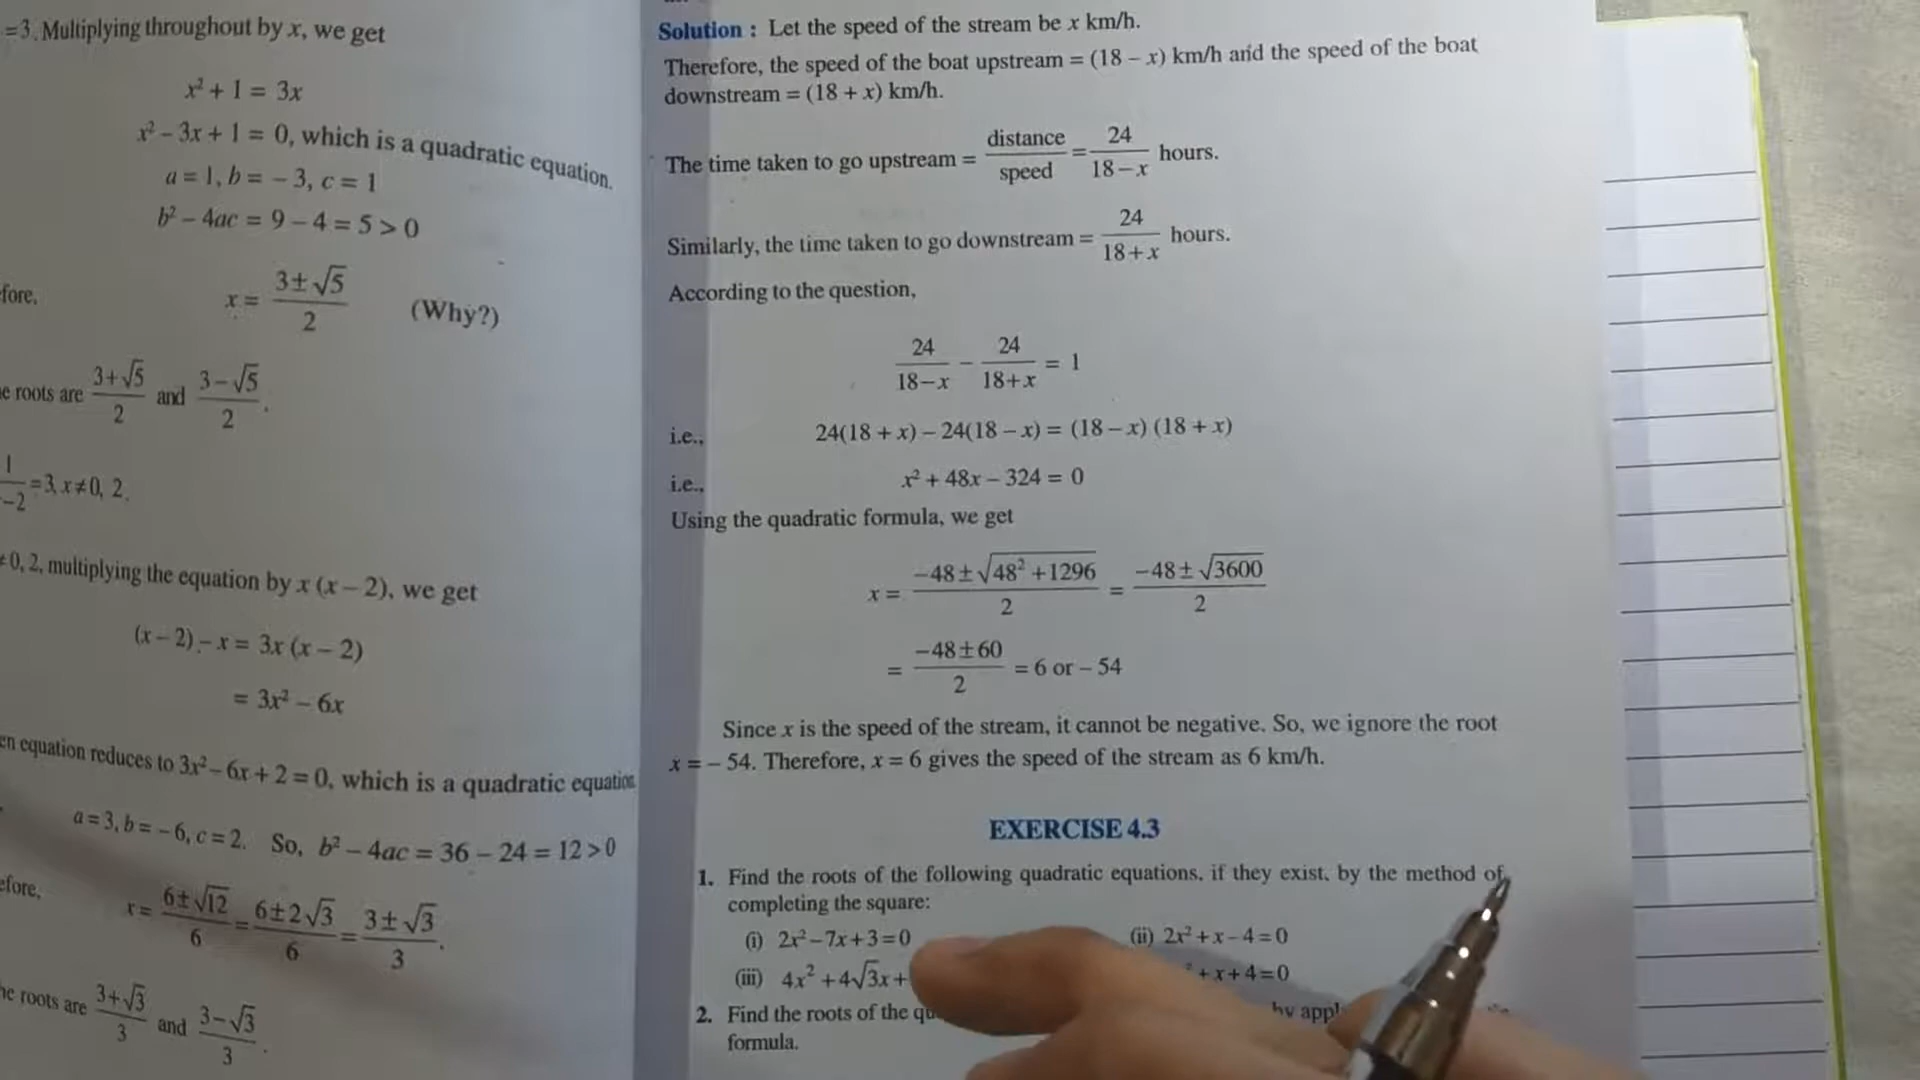 =3. Multiplying throughout by x, we get
x² + 1 = 3x
x² – 3x + 1 = 0, which is a quadratic equation.
a = 1, b = – 3, c = 1
b² – 4ac = 9 – 4 = 5 > 0
x = (3±√5)/2 (Why?)
e roots are (3+√5)/2 and (3–√5)/2.
=3, x≠0, 2.
≠0, 2, multiplying the equation by x (x – 2), we get
(x – 2) – x = 3x (x – 2)
= 3x² – 6x
equation reduces to 3x² – 6x + 2 = 0, which is a quadratic equation
a = 3, b = – 6, c = 2. So, b² – 4ac = 36 – 24 = 12 > 0
x = (6±√12)/6 = (6±2√3)/6 = (3±√3)/3.
he roots are (3+√3)/3 and (3–√3)/3.
Solution : Let the speed of the stream be x km/h.
Therefore, the speed of the boat upstream = (18 – x) km/h and the speed of the boat
downstream = (18 + x) km/h.
The time taken to go upstream = distance/speed = 24/(18–x) hours.
Similarly, the time taken to go downstream = 24/(18+x) hours.
According to the question,
24/(18–x) – 24/(18+x) = 1
i.e., 24(18 + x) – 24(18 – x) = (18 – x) (18 + x)
i.e., x² + 48x – 324 = 0
Using the quadratic formula, we get
x = (–48±√(48² +1296))/2 = (–48±√3600)/2
= (–48±60)/2 = 6 or – 54
Since x is the speed of the stream, it cannot be negative. So, we ignore the root
x = – 54. Therefore, x = 6 gives the speed of the stream as 6 km/h.
EXERCISE 4.3
1. Find the roots of the following quadratic equations, if they exist, by the method of
completing the square:
(i) 2x² – 7x + 3 = 0 (ii) 2x² + x – 4 = 0
(iii) 4x² + 4√3x + + x + 4 = 0
2. Find the roots of the by
formula.